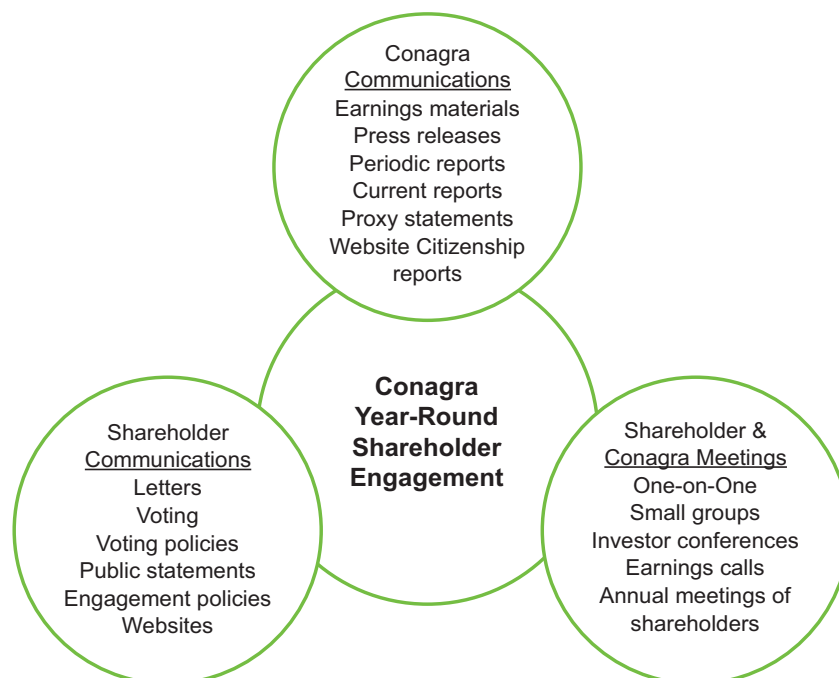 Conagra
Communications
Earnings materials
Press releases
Periodic reports
Current reports
Proxy statements
Website Citizenship
reports
Conagra
Year-Round
Shareholder
Engagement
Shareholder
Communications
Letters
Voting
Voting policies
Public statements
Engagement policies
Websites
Shareholder &
Conagra Meetings
One-on-One
Small groups
Investor conferences
Earnings calls
Annual meetings of
shareholders